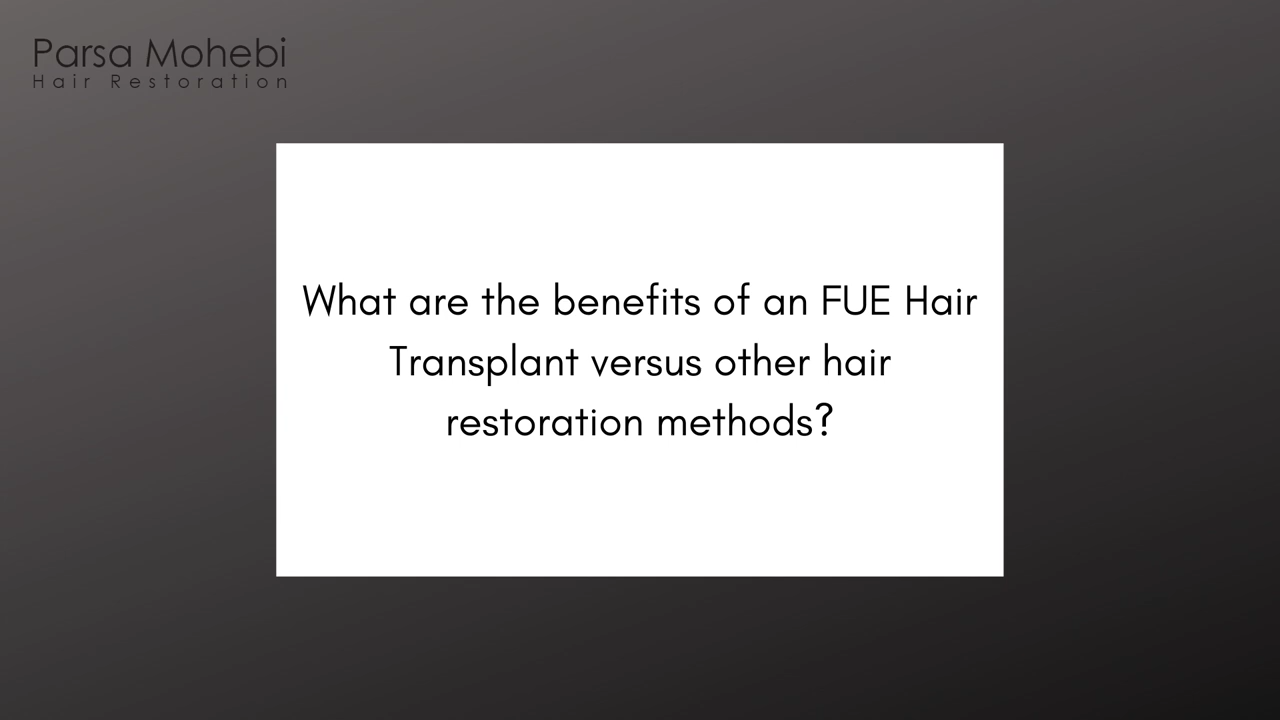 Parsa Mohebi
Hair Restoration
What are the benefits of an FUE Hair
Transplant versus other hair
restoration methods?